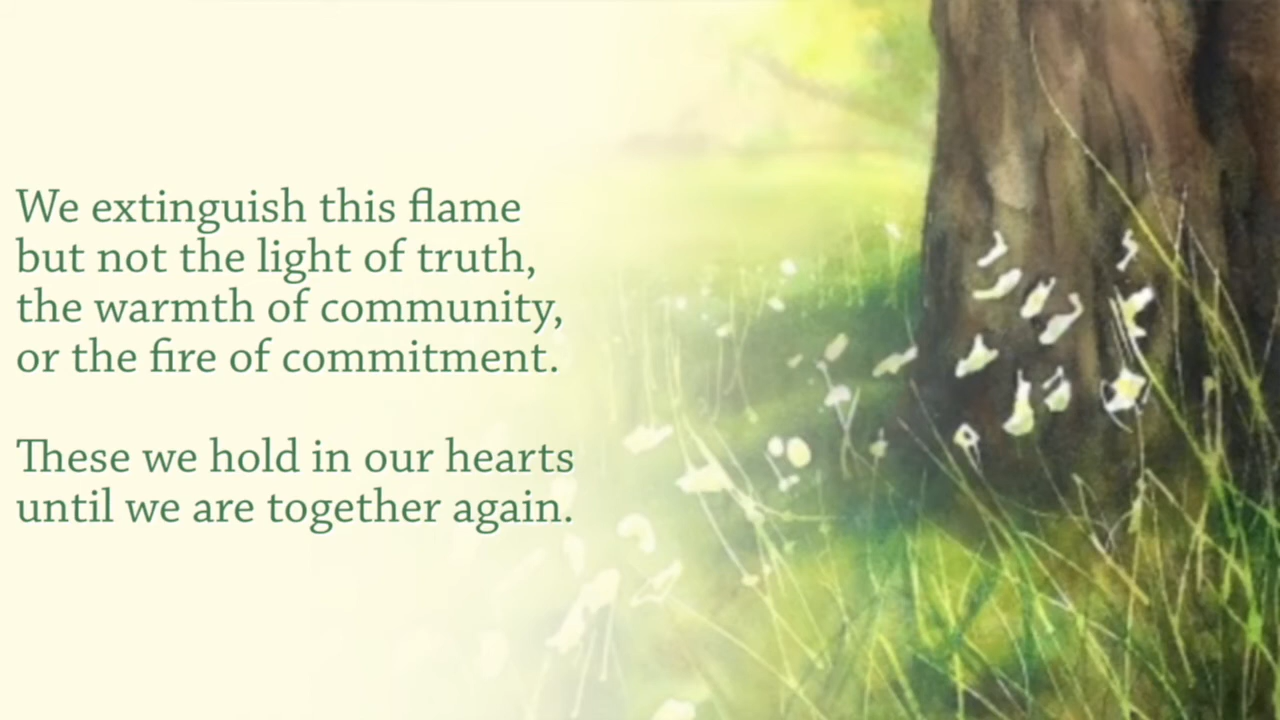 We extinguish this flame
but not the light of truth,
the warmth of community,
or the fire of commitment.
These we hold in our hearts
until we are together again.